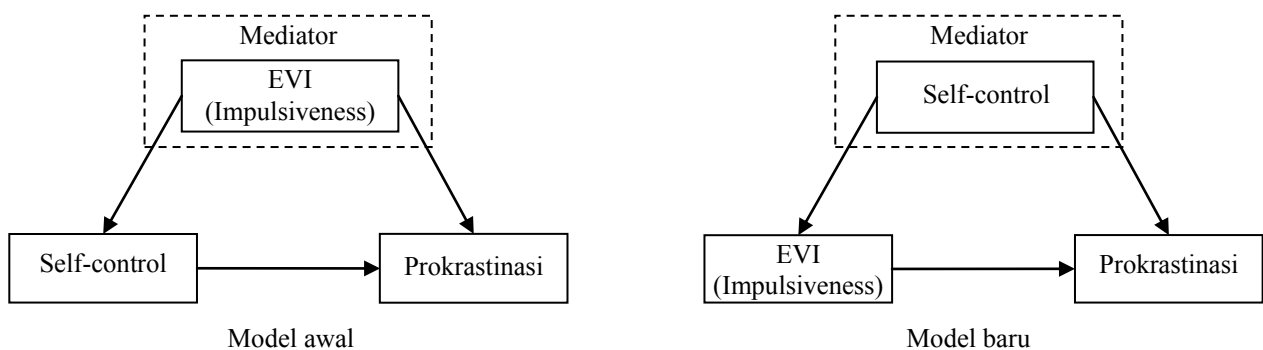 Mediator
EVI
(Impulsiveness)
Self-control
Prokrastinasi
Model awal
Mediator
Self-control
EVI
(Impulsiveness)
Prokrastinasi
Model baru